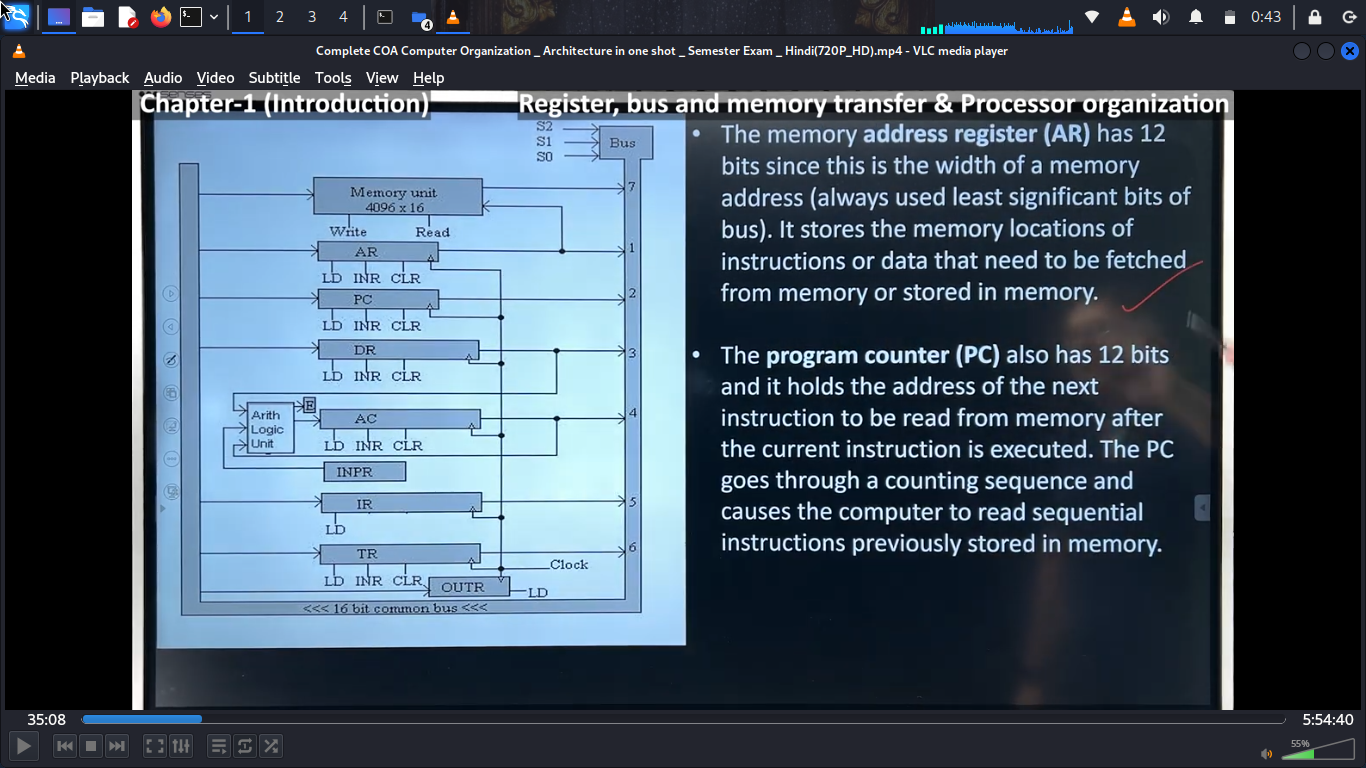 1 2 3 4 4 0:43
Complete COA Computer Organization _ Architecture in one shot _ Semester Exam _ Hindi(720P_HD).mp4 - VLC media player
Media Playback Audio Video Subtitle Tools View Help
Chapter-1 (Introduction) Register, bus and memory transfer & Processor organization
S2
S1
S0
Bus
Memory unit
4096 x 16
7
Write Read
AR
1
LD INR CLR
PC
2
LD INR CLR
DR
3
LD INR CLR
E
Arith
Logic
Unit
AC
4
LD INR CLR
INPR
IR
5
LD
TR
6
LD INR CLR
Clock
OUTR
LD
<<< 16 bit common bus <<<
• The memory address register (AR) has 12
bits since this is the width of a memory
address (always used least significant bits of
bus). It stores the memory locations of
instructions or data that need to be fetched
from memory or stored in memory.
• The program counter (PC) also has 12 bits
and it holds the address of the next
instruction to be read from memory after
the current instruction is executed. The PC
goes through a counting sequence and
causes the computer to read sequential
instructions previously stored in memory.
35:08 5:54:40
55%